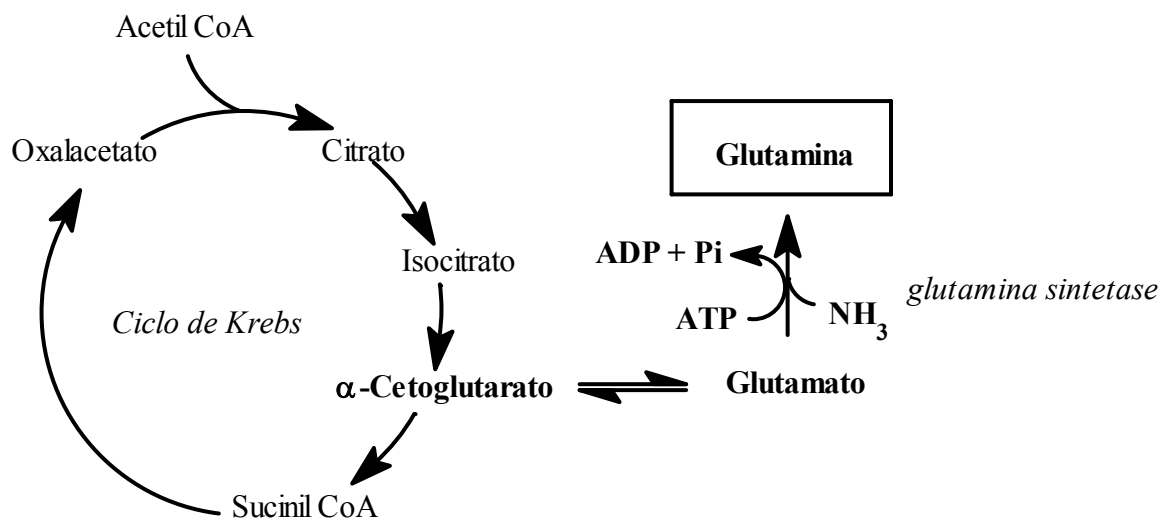 Acetil CoA
Oxalacetato
Citrato
Isocitrato
Ciclo de Krebs
α-Cetoglutarato
Sucinil CoA
Glutamina
ADP + Pi
glutamina sintetase
ATP
NH₃
Glutamato